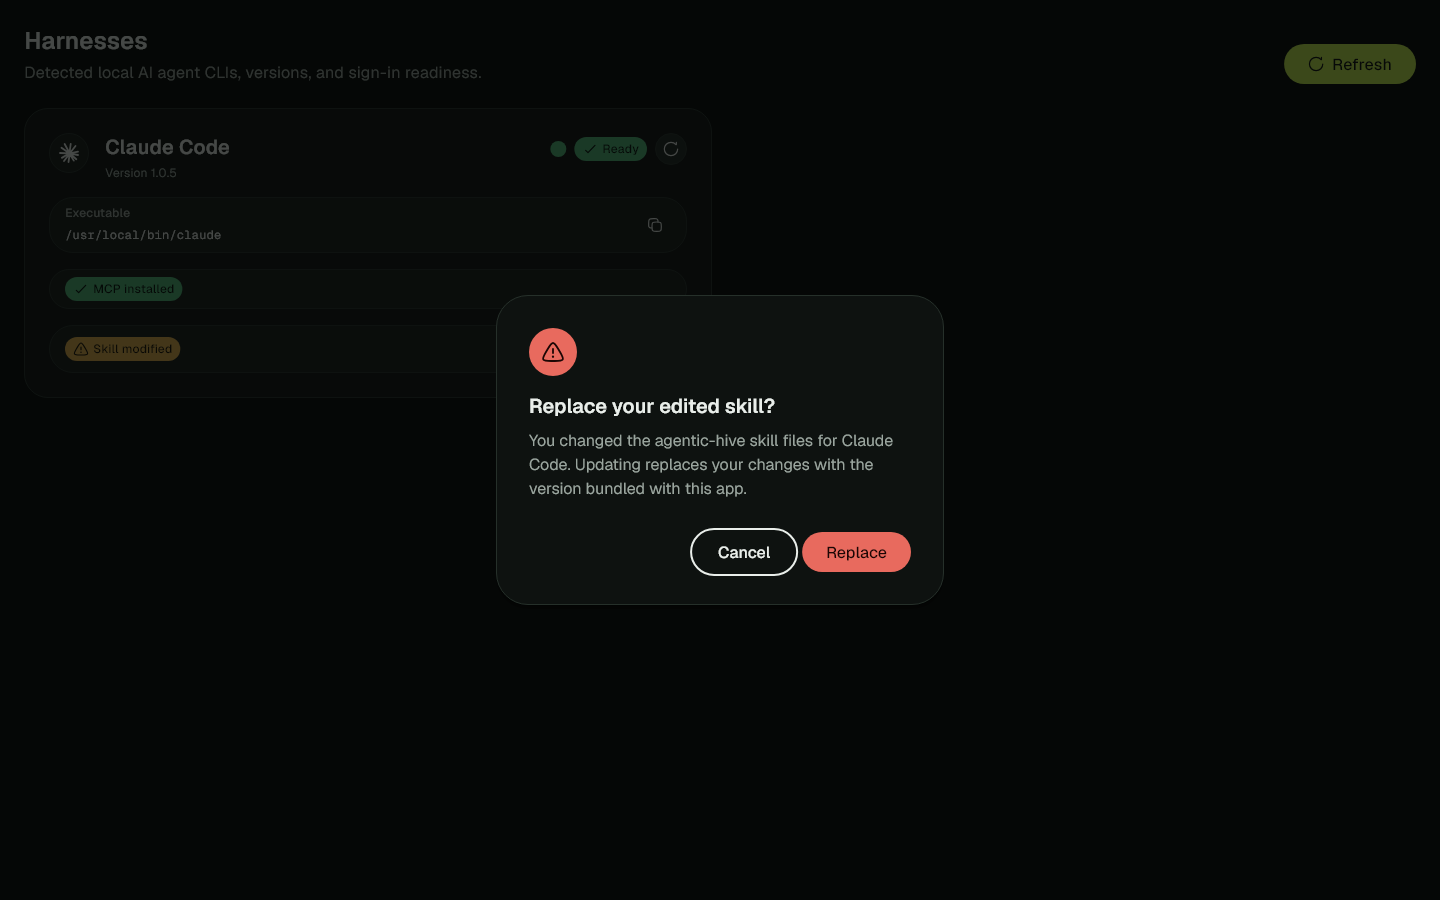 Harnesses
Detected local AI agent CLIs, versions, and sign-in readiness.
Refresh
Claude Code
Version 1.0.5
Ready
Executable
/usr/local/bin/claude
MCP installed
Skill modified
Replace your edited skill?
You changed the agentic-hive skill files for Claude
Code. Updating replaces your changes with the
version bundled with this app.
Cancel
Replace